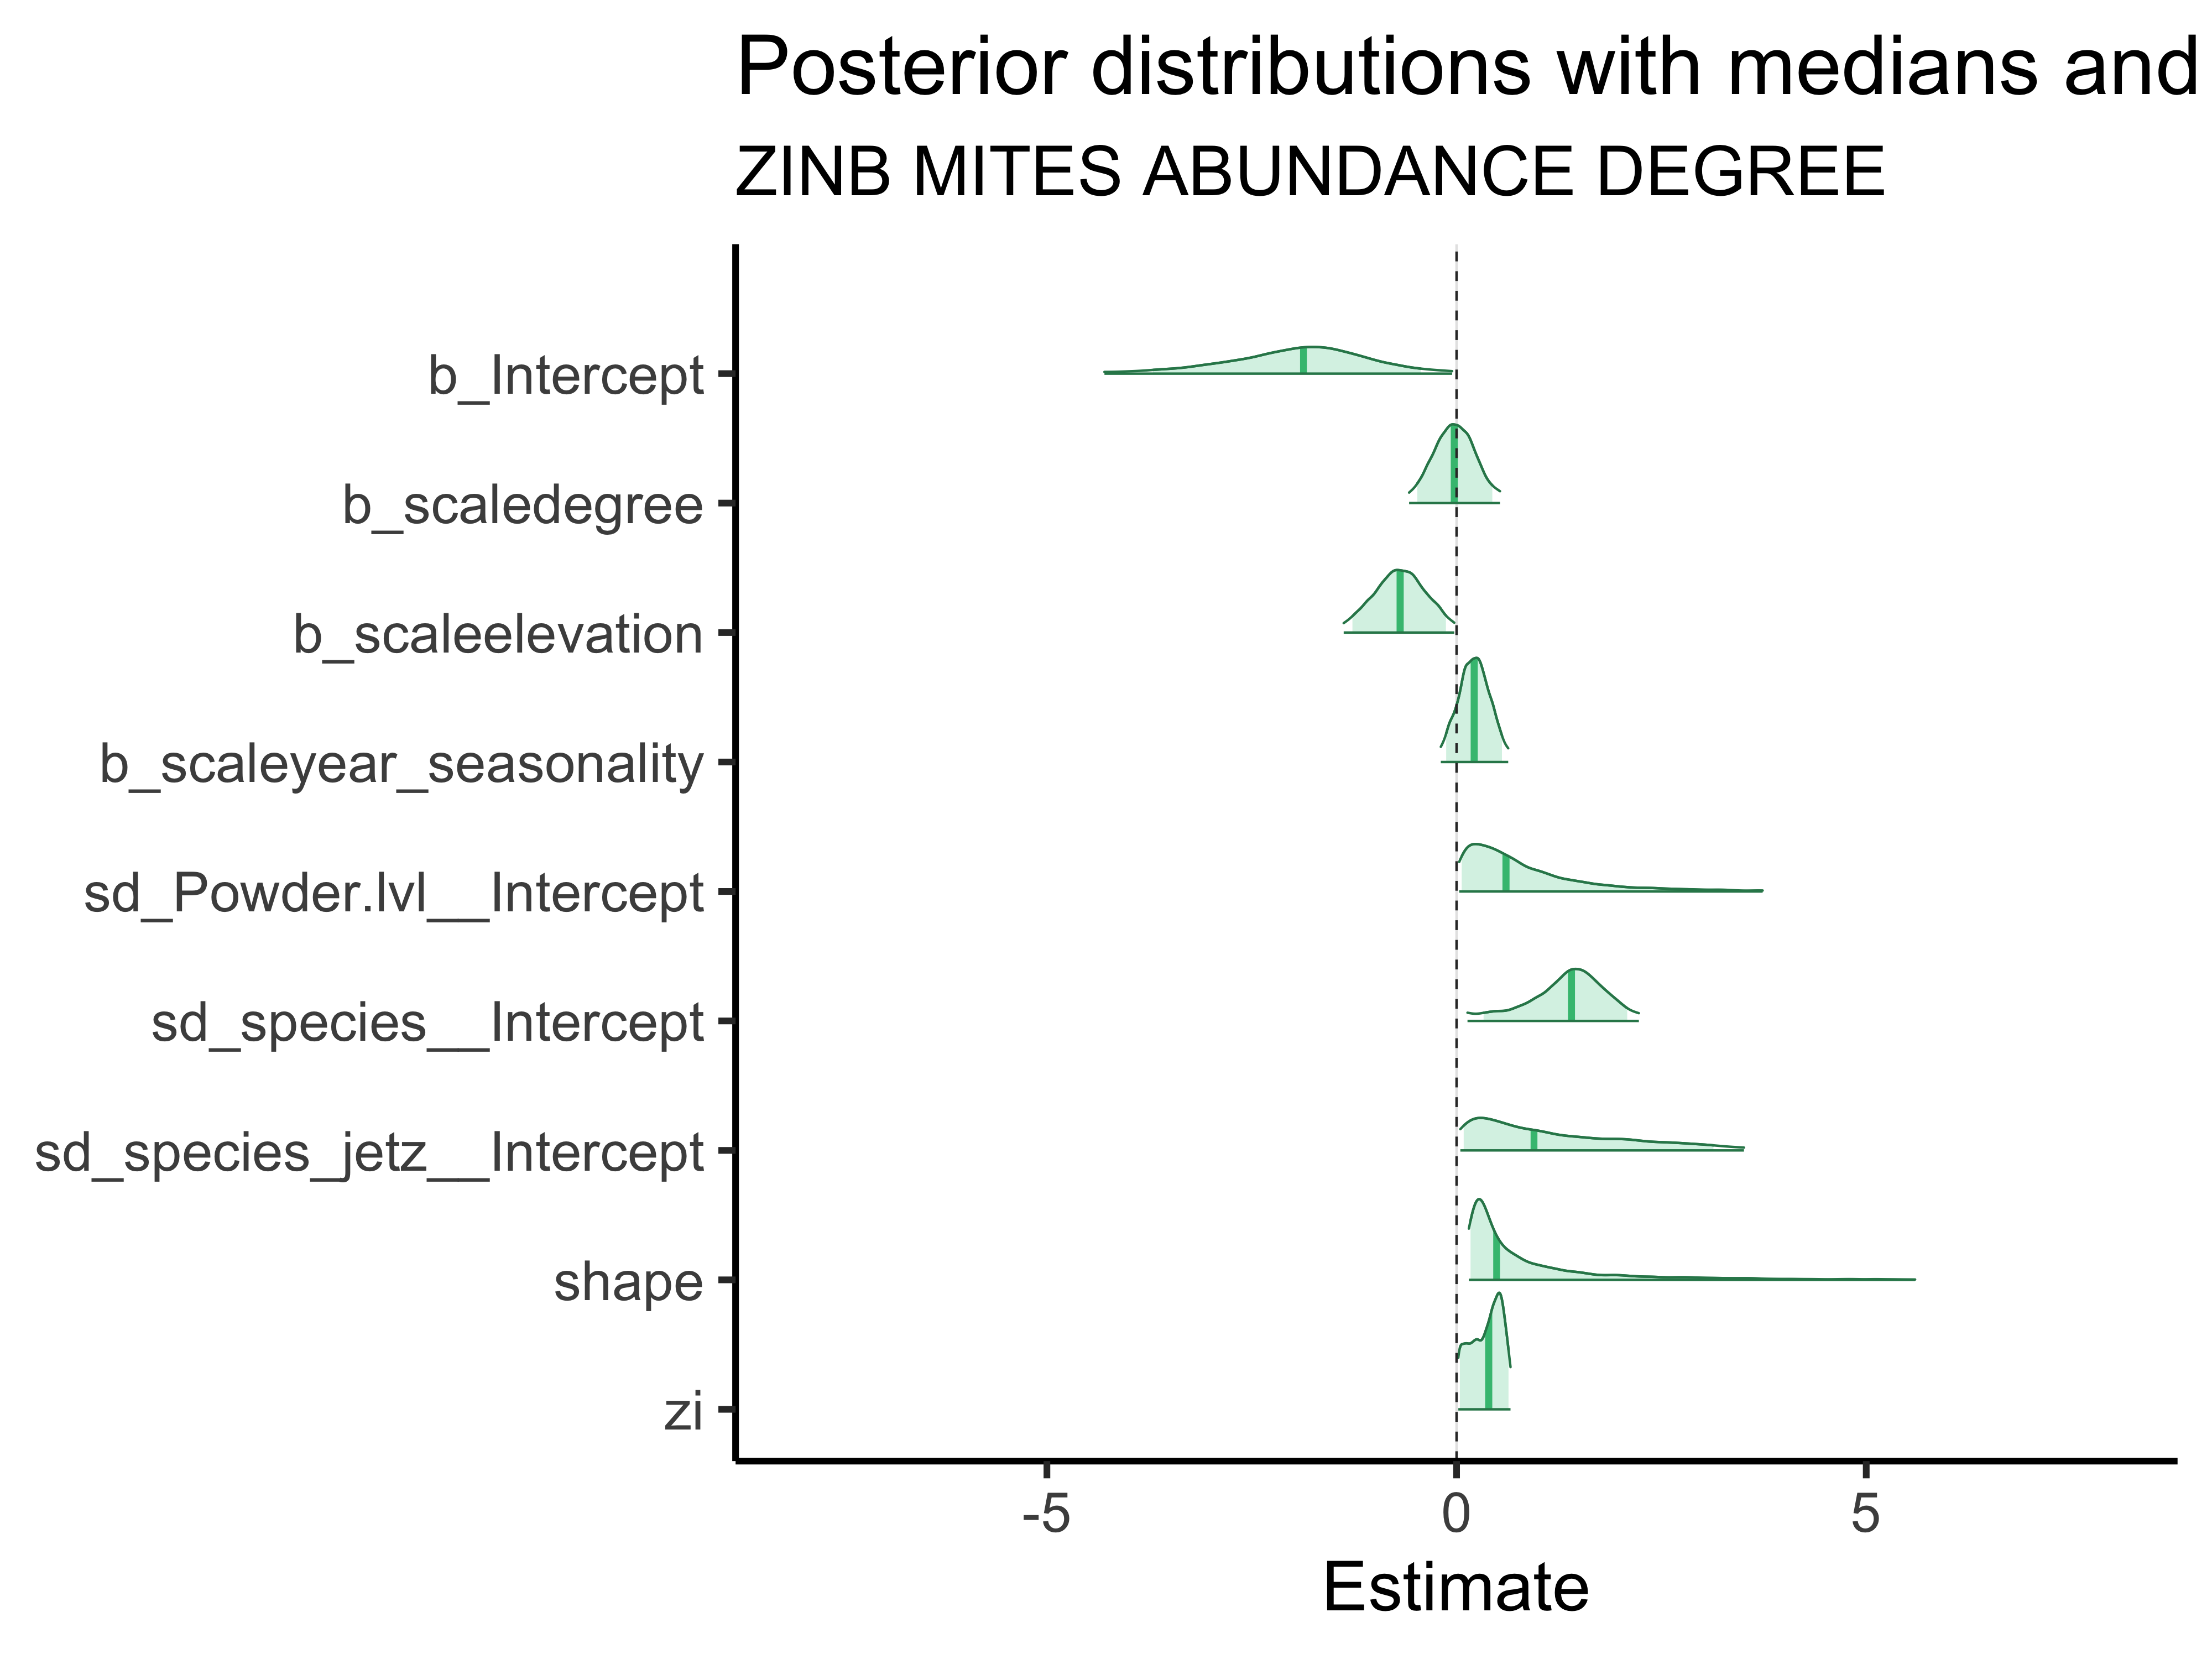 Posterior distributions with medians and
ZINB MITES ABUNDANCE DEGREE
b_Intercept
b_scaledegree
b_scaleelevation
b_scaleyear_seasonality
sd_Powder.lvl__Intercept
sd_species__Intercept
sd_species_jetz__Intercept
shape
zi
-5 0 5
Estimate